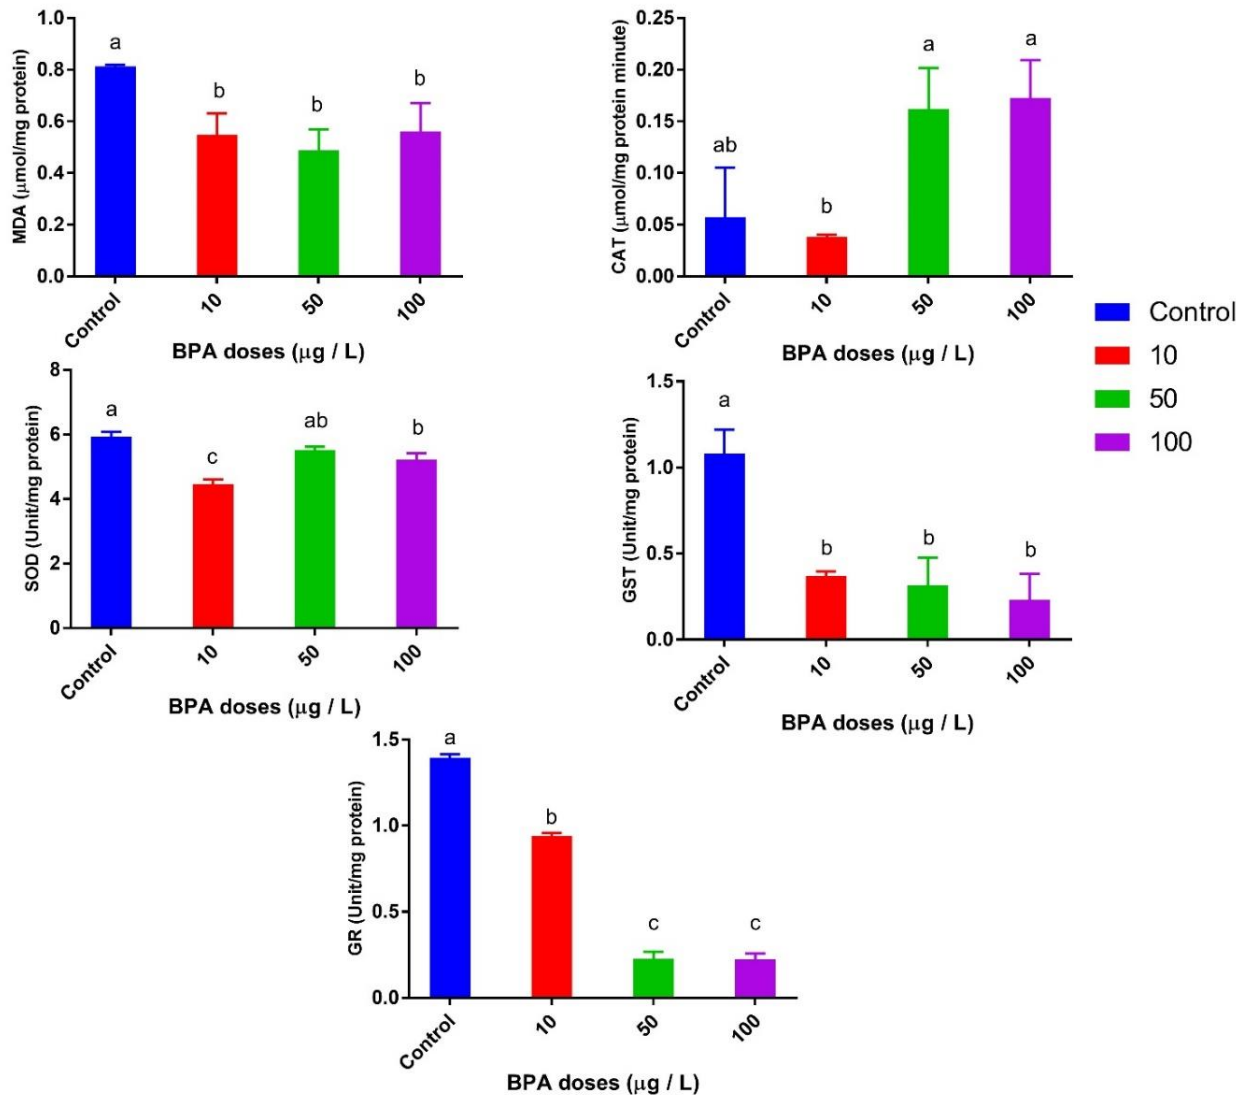 MDA (μmol/mg protein)
1.0
0.8
0.6
0.4
0.2
0.0
a
b
b
b
Control
10
50
100
BPA doses (μg / L)
CAT (μmol/mg protein minute)
0.25
0.20
0.15
0.10
0.05
0.00
ab
b
a
a
Control
10
50
100
BPA doses (μg / L)
Control
10
50
100
SOD (Unit/mg protein)
8
6
4
2
0
a
c
ab
b
Control
10
50
100
BPA doses (μg / L)
GST (Unit/mg protein)
1.5
1.0
0.5
0.0
a
b
b
b
Control
10
50
100
BPA doses (μg / L)
GR (Unit/mg protein)
1.5
1.0
0.5
0.0
a
b
c
c
Control
10
50
100
BPA doses (μg / L)